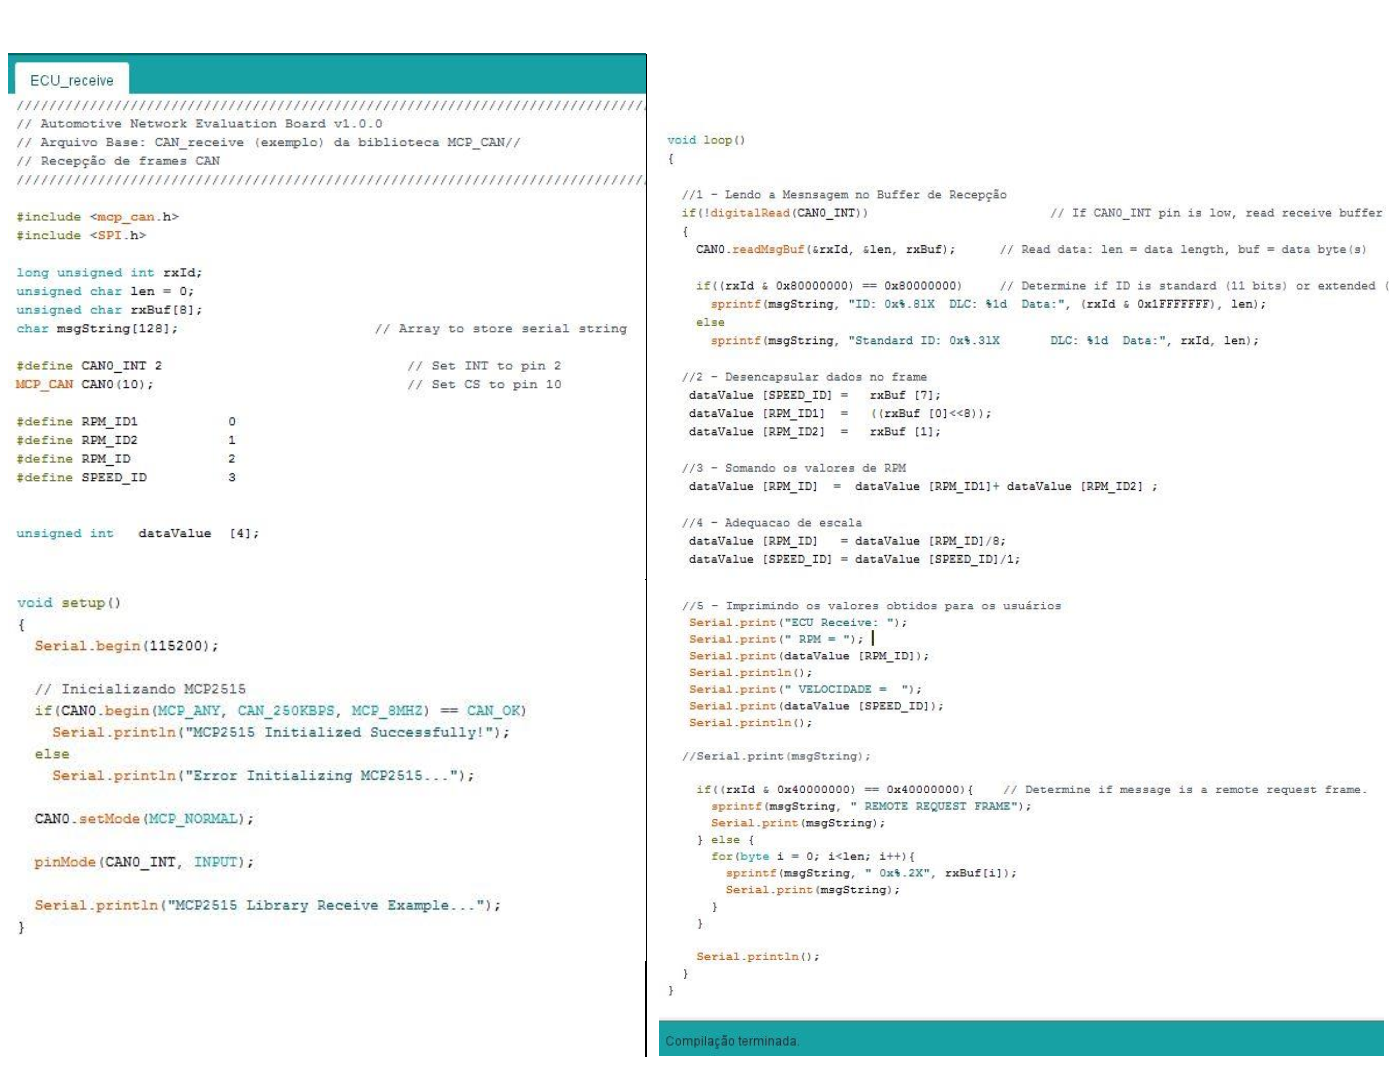 ECU_receive
////////////////////////////////////////////////////////////////////////////////
// Automotive Network Evaluation Board v1.0.0
// Arquivo Base: CAN_receive (exemplo) da biblioteca MCP_CAN//
// Recepção de frames CAN
////////////////////////////////////////////////////////////////////////////////
#include <mcp_can.h>
#include <SPI.h>
long unsigned int rxId;
unsigned char len = 0;
unsigned char rxBuf[8];
char msgString[128]; // Array to store serial string
#define CAN0_INT 2 // Set INT to pin 2
MCP_CAN CAN0(10); // Set CS to pin 10
#define RPM_ID1 0
#define RPM_ID2 1
#define RPM_ID 2
#define SPEED_ID 3
unsigned int dataValue [4];
void setup()
{
Serial.begin(115200);
// Inicializando MCP2515
if(CAN0.begin(MCP_ANY, CAN_250KBPS, MCP_8MHZ) == CAN_OK)
Serial.println("MCP2515 Initialized Successfully!");
else
Serial.println("Error Initializing MCP2515...");
CAN0.setMode(MCP_NORMAL);
pinMode(CAN0_INT, INPUT);
Serial.println("MCP2515 Library Receive Example...");
}
void loop()
{
//1 - Lendo a Mesnsagem no Buffer de Recepção
if(!digitalRead(CAN0_INT)) // If CAN0_INT pin is low, read receive buffer
{
CAN0.readMsgBuf(&rxId, &len, rxBuf); // Read data: len = data length, buf = data byte(s)
if((rxId & 0x80000000) == 0x80000000) // Determine if ID is standard (11 bits) or extended (
sprintf(msgString, "ID: 0x%.8lX DLC: %1d Data:", (rxId & 0x1FFFFFFF), len);
else
sprintf(msgString, "Standard ID: 0x%.3lX DLC: %1d Data:", rxId, len);
//2 - Desencapsular dados no frame
dataValue [SPEED_ID] = rxBuf [7];
dataValue [RPM_ID1] = ((rxBuf [0]<<8));
dataValue [RPM_ID2] = rxBuf [1];
//3 - Somando os valores de RPM
dataValue [RPM_ID] = dataValue [RPM_ID1]+ dataValue [RPM_ID2] ;
//4 - Adequacao de escala
dataValue [RPM_ID] = dataValue [RPM_ID]/8;
dataValue [SPEED_ID] = dataValue [SPEED_ID]/1;
//5 - Imprimindo os valores obtidos para os usuários
Serial.print("ECU Receive: ");
Serial.print(" RPM = ");
Serial.print(dataValue [RPM_ID]);
Serial.println();
Serial.print(" VELOCIDADE = ");
Serial.print(dataValue [SPEED_ID]);
Serial.println();
//Serial.print(msgString);
if((rxId & 0x40000000) == 0x40000000){ // Determine if message is a remote request frame.
sprintf(msgString, " REMOTE REQUEST FRAME");
Serial.print(msgString);
} else {
for(byte i = 0; i<len; i++){
sprintf(msgString, " 0x%.2X", rxBuf[i]);
Serial.print(msgString);
}
}
Serial.println();
}
}
Compilação terminada.